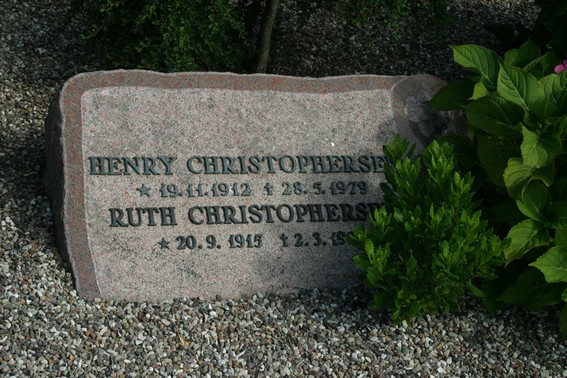 HENRY CHRISTOPHERSE
★ 19.11.1912 ✝ 28.5.1979
RUTH CHRISTOPHERSE
★ 20.9.1915 ✝ 2.3.19